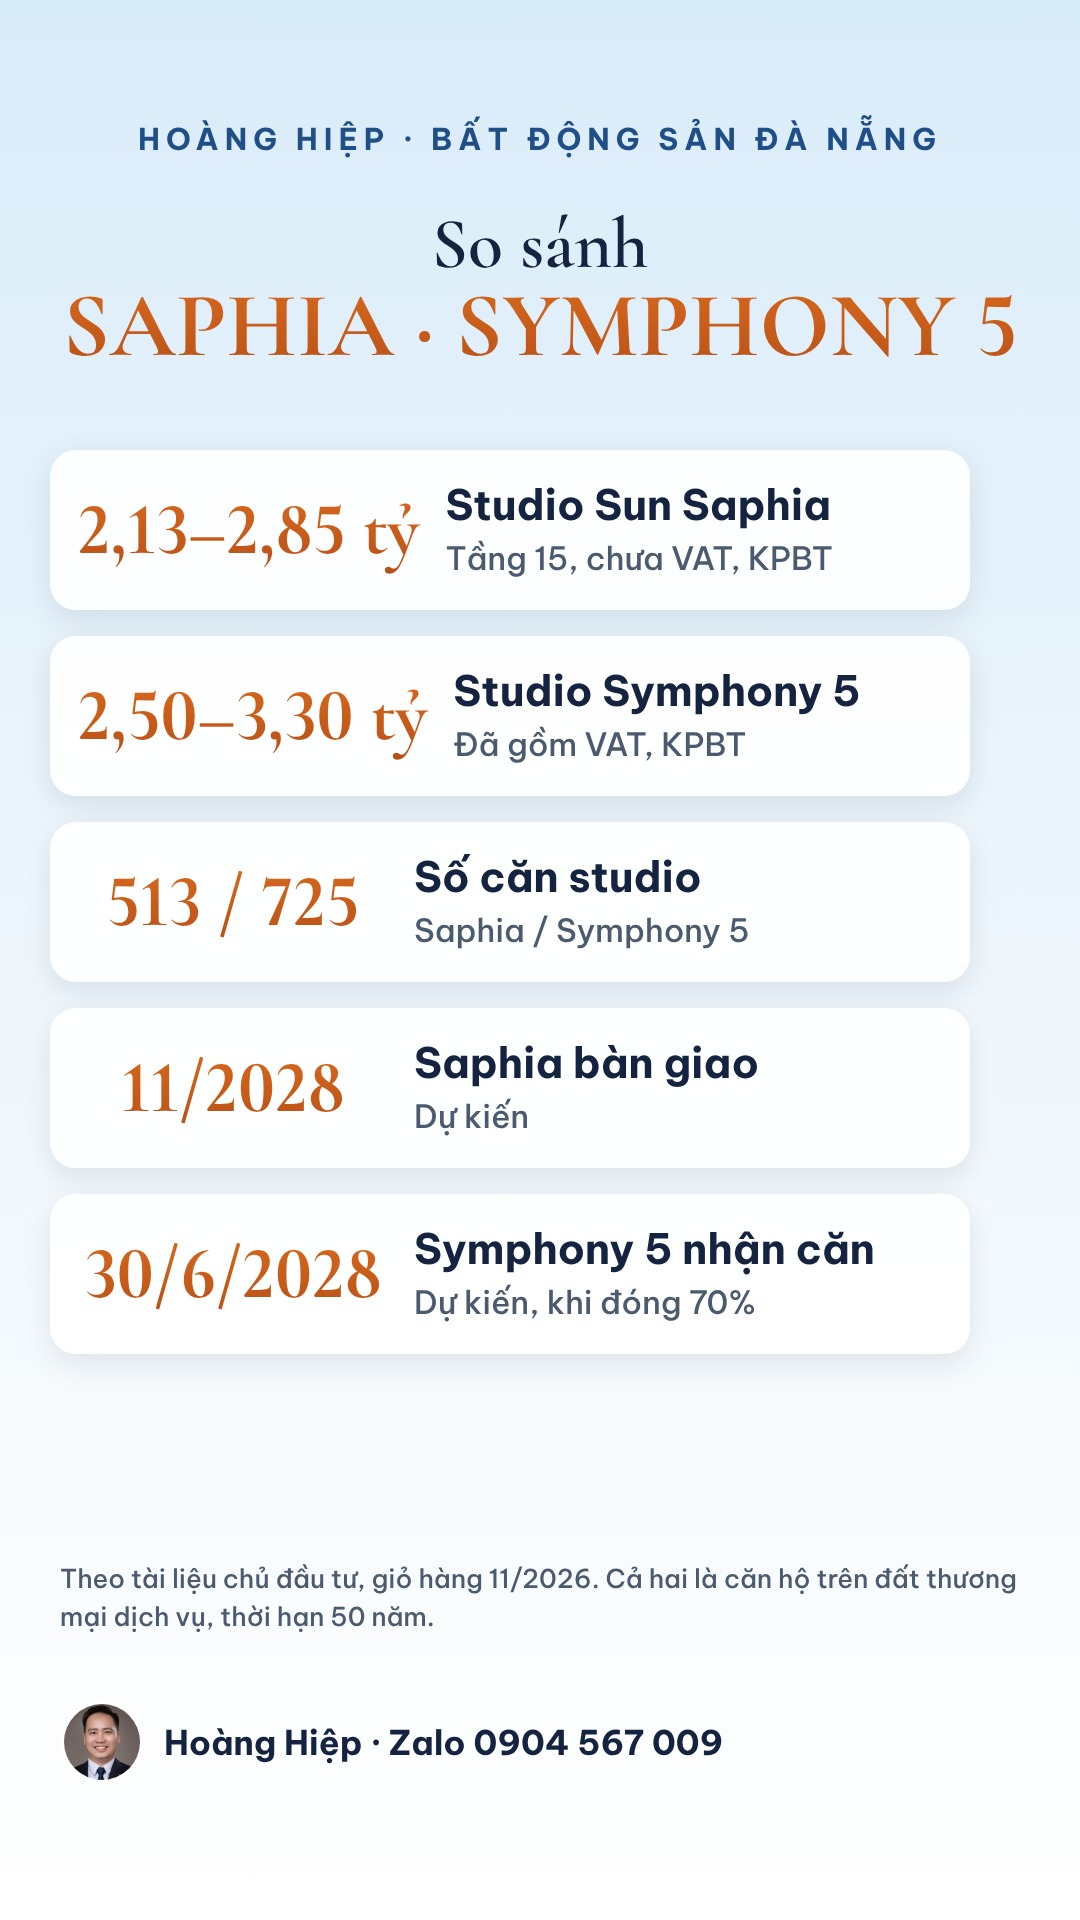 HOÀNG HIỆP · BẤT ĐỘNG SẢN ĐÀ NẴNG
So sánh
SAPHIA · SYMPHONY 5
2,13–2,85 tỷ
Studio Sun Saphia
Tầng 15, chưa VAT, KPBT
2,50–3,30 tỷ
Studio Symphony 5
Đã gồm VAT, KPBT
513 / 725
Số căn studio
Saphia / Symphony 5
11/2028
Saphia bàn giao
Dự kiến
30/6/2028
Symphony 5 nhận căn
Dự kiến, khi đóng 70%
Theo tài liệu chủ đầu tư, giỏ hàng 11/2026. Cả hai là căn hộ trên đất thương
mại dịch vụ, thời hạn 50 năm.
Hoàng Hiệp · Zalo 0904 567 009